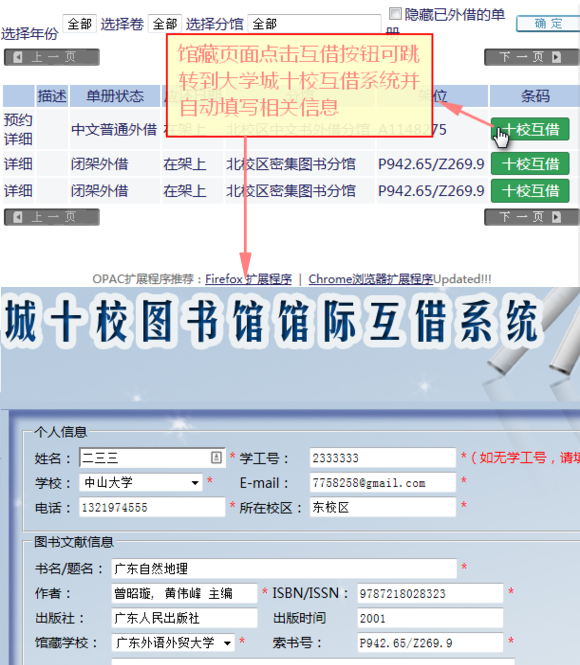 选择年份 全部 选择卷 全部 选择分馆 全部 隐藏已外借的单册 确 定
上一页 下一页
馆藏页面点击互借按钮可跳
转到大学城十校互借系统并
自动填写相关信息
描述 单册状态 架位 条码
预约
详细 中文普通外借 在架上 北校区中文书外借分馆 A1148275 十校互借
详细 闭架外借 在架上 北校区密集图书分馆 P942.65/Z269.9 十校互借
详细 闭架外借 在架上 北校区密集图书分馆 P942.65/Z269.9 十校互借
上一页 下一页
OPAC扩展程序推荐：Firefox 扩展程序 | Chrome浏览器扩展程序Updated!!!
城十校图书馆馆际互借系统
个人信息
姓名： 二三三 * 学工号： 2333333 *（如无学工号，请填
学校： 中山大学 * E-mail： 7758258@gmail.com *
电话： 1321974555 * 所在校区： 东校区 *
图书文献信息
书名/题名： 广东自然地理 *
作者： 曾昭璇, 黄伟峰 主编 * ISBN/ISSN： 9787218028323 *
出版社： 广东人民出版社 出版时间 2001
馆藏学校： 广东外语外贸大学 * 索书号： P942.65/Z269.9 *